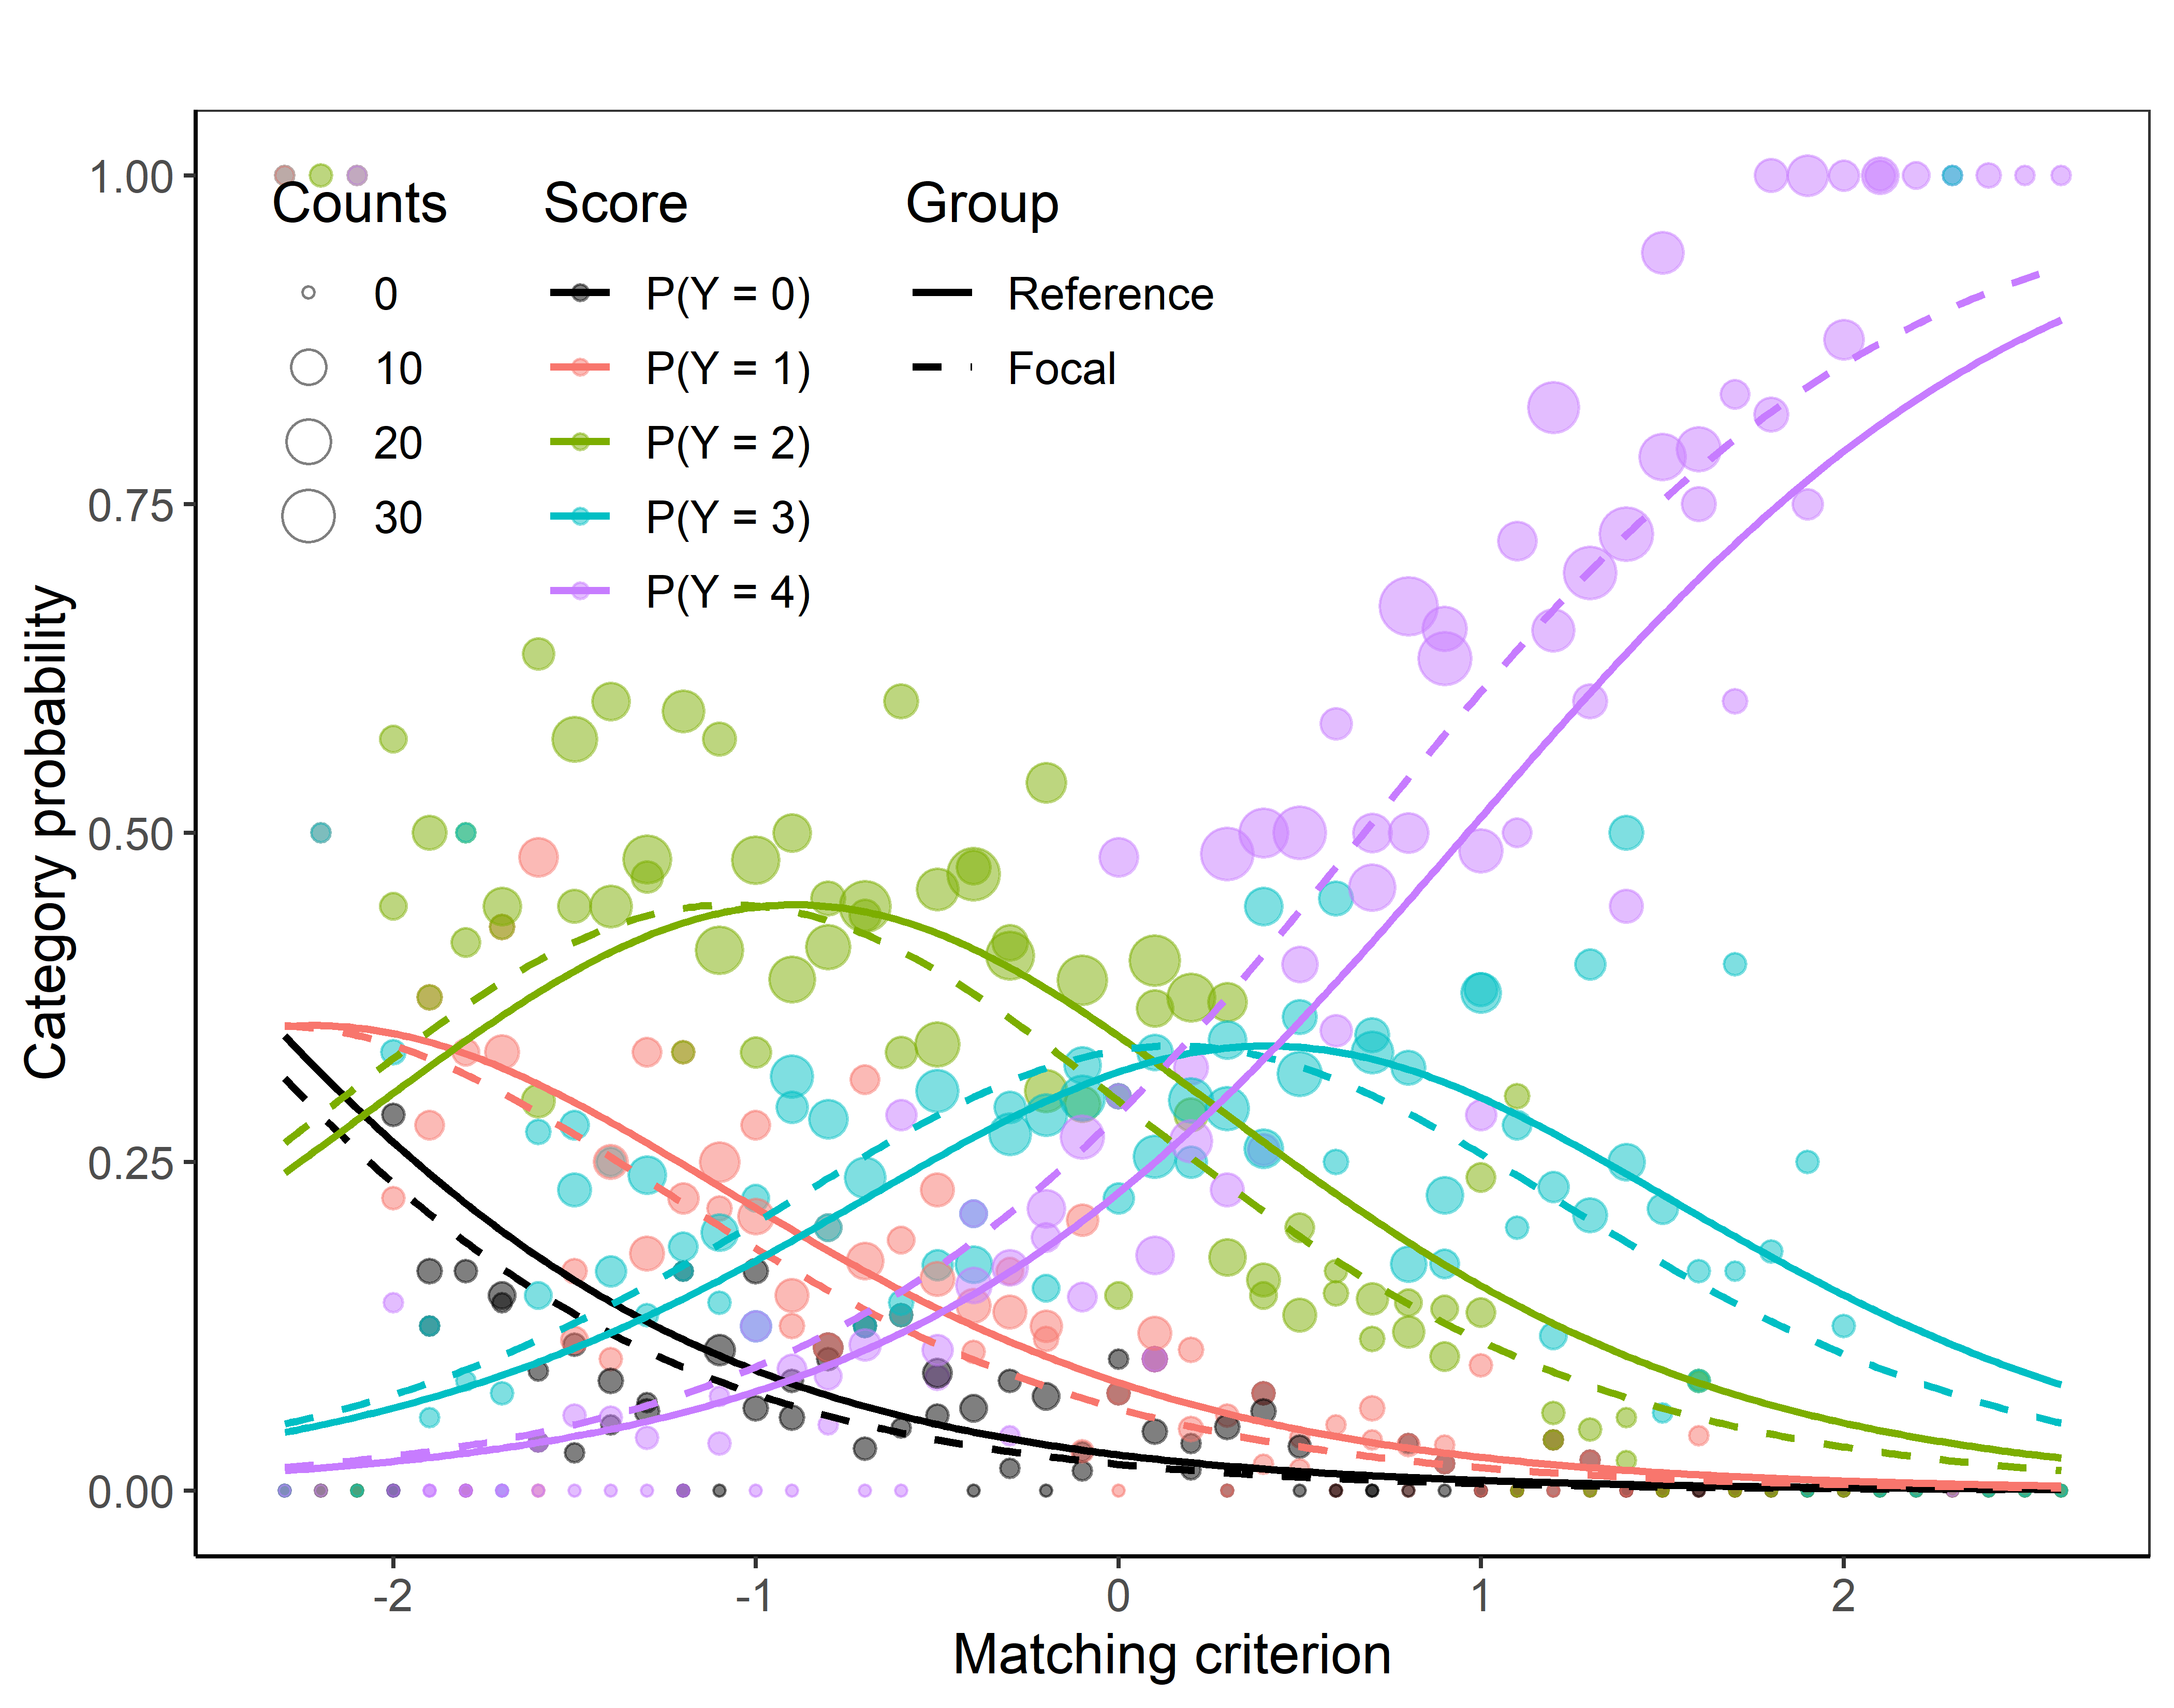 1.00
0.75
0.50
0.25
0.00
Category probability
Counts
0
10
20
30
Score
P(Y = 0)
P(Y = 1)
P(Y = 2)
P(Y = 3)
P(Y = 4)
Group
Reference
Focal
-2
-1
0
1
2
Matching criterion